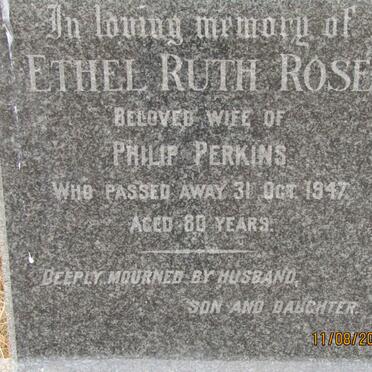 In loving memory of
ETHEL RUTH ROSE
BELOVED WIFE OF
PHILIP PERKINS
WHO PASSED AWAY 31 OCT. 1947,
AGED 80 YEARS.
DEEPLY MOURNED BY HUSBAND,
SON AND DAUGHTER.
11/08/20